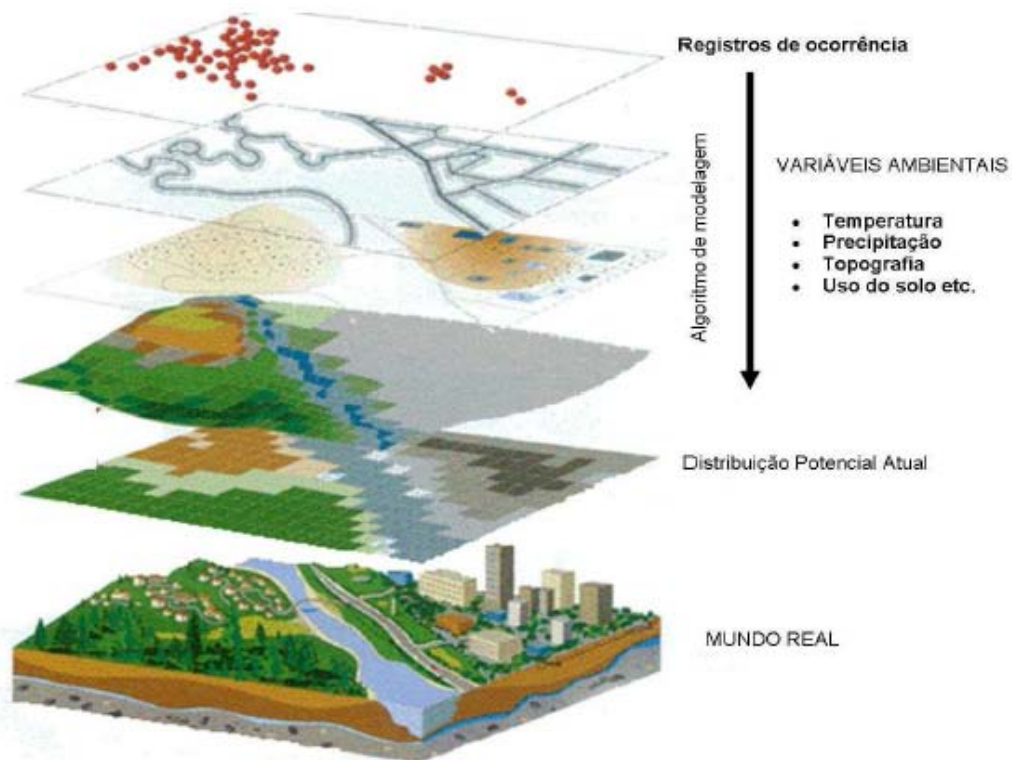 Registros de ocorrência
Algoritmo de modelagem
VARIÁVEIS AMBIENTAIS
• Temperatura
• Precipitação
• Topografia
• Uso do solo etc.
Distribuição Potencial Atual
MUNDO REAL